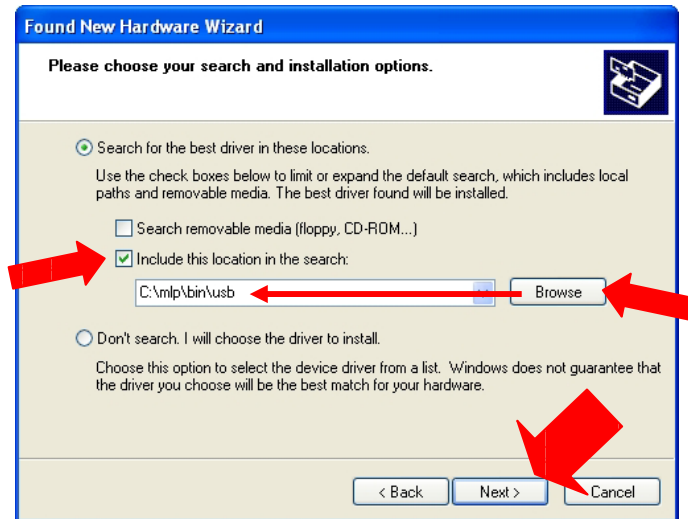 Found New Hardware Wizard
Please choose your search and installation options.
Search for the best driver in these locations.
Use the check boxes below to limit or expand the default search, which includes local
paths and removable media. The best driver found will be installed.
Search removable media (floppy, CD-ROM...)
Include this location in the search:
C:\mlp\bin\usb
Browse
Don't search. I will choose the driver to install.
Choose this option to select the device driver from a list. Windows does not guarantee that
the driver you choose will be the best match for your hardware.
< Back
Next >
Cancel